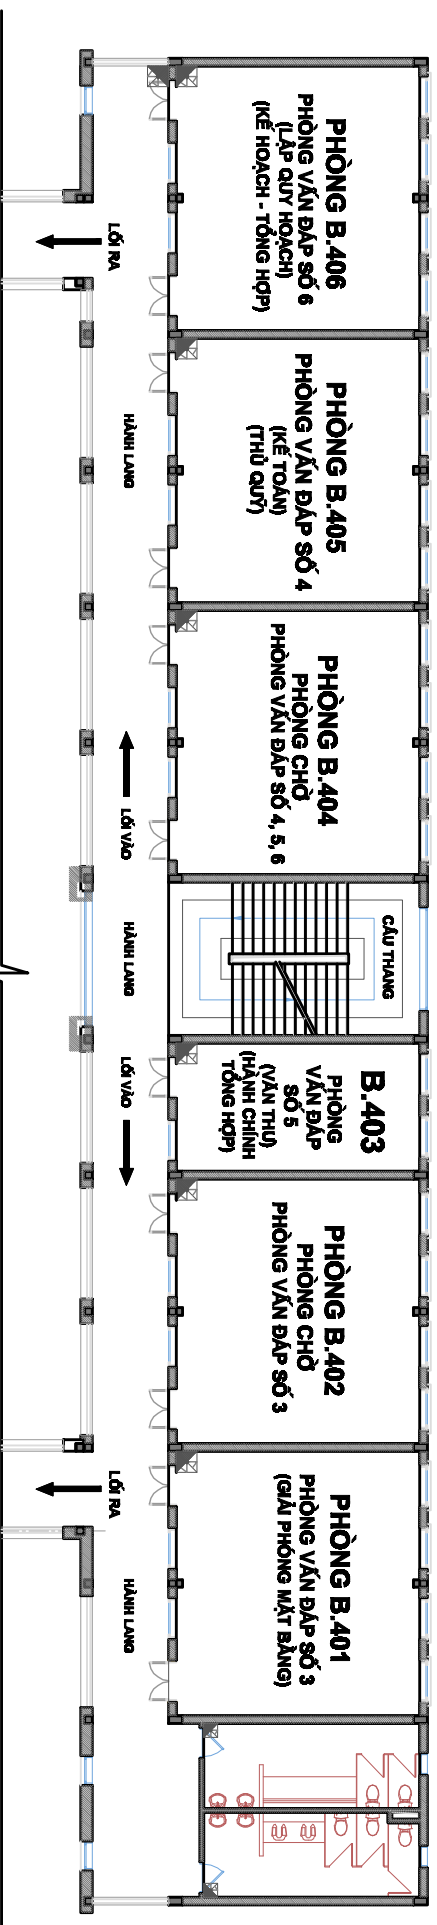 PHÒNG B.406
PHÒNG VẤN ĐÁP SỐ 6
(LẬP QUY HOẠCH)
(KẾ HOẠCH - TỔNG HỢP)
LỐI RA
PHÒNG B.405
PHÒNG VẤN ĐÁP SỐ 4
(KẾ TOÁN)
(THỦ QUỸ)
HÀNH LANG
PHÒNG B.404
PHÒNG CHỜ
PHÒNG VẤN ĐÁP SỐ 4, 5, 6
LỐI VÀO
CẦU THANG
HÀNH LANG
B.403
PHÒNG
VẤN ĐÁP
SỐ 5
(VĂN THƯ)
(HÀNH CHÍNH
TỔNG HỢP)
LỐI VÀO
PHÒNG B.402
PHÒNG CHỜ
PHÒNG VẤN ĐÁP SỐ 3
LỐI RA
PHÒNG B.401
PHÒNG VẤN ĐÁP SỐ 3
(GIẢI PHÓNG MẶT BẰNG)
HÀNH LANG